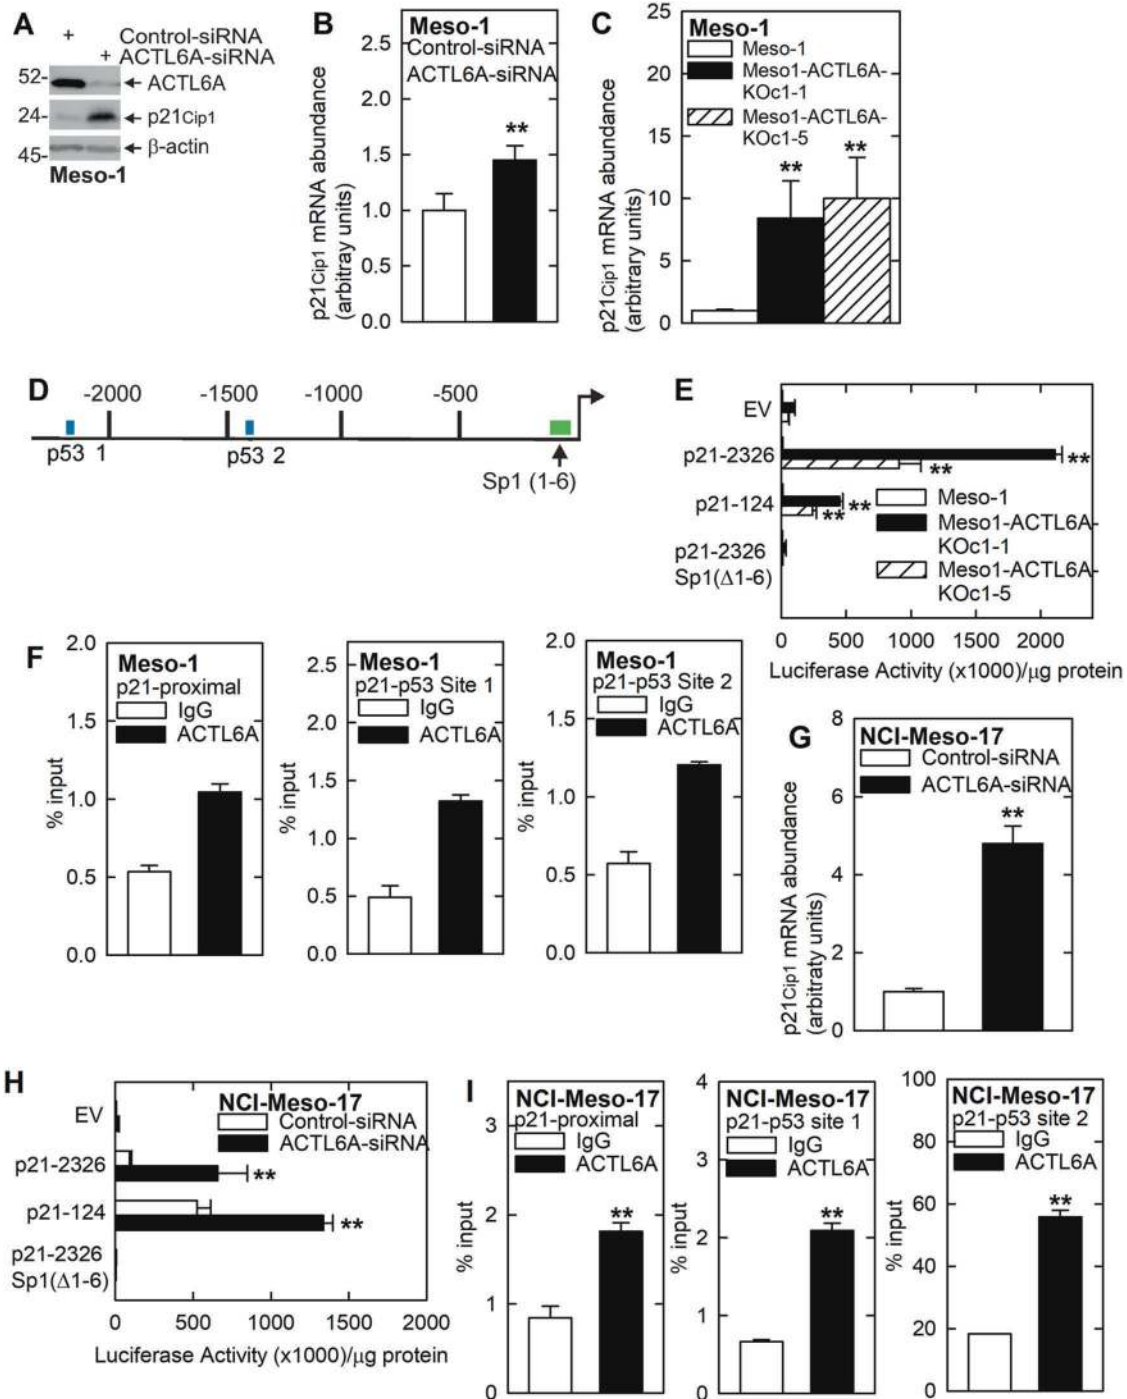 A
+ Control-siRNA
+ ACTL6A-siRNA
52-
ACTL6A
24-
p21Cip1
45-
β-actin
Meso-1
B
Meso-1
Control-siRNA
ACTL6A-siRNA
2.5
2.0
1.5
1.0
0.5
0.0
**
p21Cip1 mRNA abundance
(arbitray units)
C
Meso-1
Meso-1
Meso1-ACTL6A-
KOc1-1
Meso1-ACTL6A-
KOc1-5
25
20
15
10
5
0
**
**
p21Cip1 mRNA abundance
(arbitrary units)
D
-2000
-1500
-1000
-500
p53 1
p53 2
Sp1 (1-6)
E
EV
p21-2326
**
**
p21-124
**
**
p21-2326
Sp1(Δ1-6)
Meso-1
Meso1-ACTL6A-
KOc1-1
Meso1-ACTL6A-
KOc1-5
0 500 1000 1500 2000
Luciferase Activity (x1000)/μg protein
F
Meso-1
p21-proximal
IgG
ACTL6A
2.0
1.5
1.0
0.5
0.0
% input
Meso-1
p21-p53 Site 1
IgG
ACTL6A
2.5
2.0
1.5
1.0
0.5
0.0
% input
Meso-1
p21-p53 Site 2
IgG
ACTL6A
2.0
1.5
1.0
0.5
0.0
% input
G
NCI-Meso-17
Control-siRNA
ACTL6A-siRNA
8
6
4
2
0
**
p21Cip1 mRNA abundance
(arbitraty units)
H
NCI-Meso-17
Control-siRNA
ACTL6A-siRNA
EV
p21-2326
**
p21-124
**
p21-2326
Sp1(Δ1-6)
0 500 1000 1500 2000
Luciferase Activity (x1000)/μg protein
I
NCI-Meso-17
p21-proximal
IgG
ACTL6A
3
2
1
0
**
% input
NCI-Meso-17
p21-p53 site 1
IgG
ACTL6A
4
3
2
1
0
**
% input
NCI-Meso-17
p21-p53 site 2
IgG
ACTL6A
100
80
60
40
20
0
**
% input